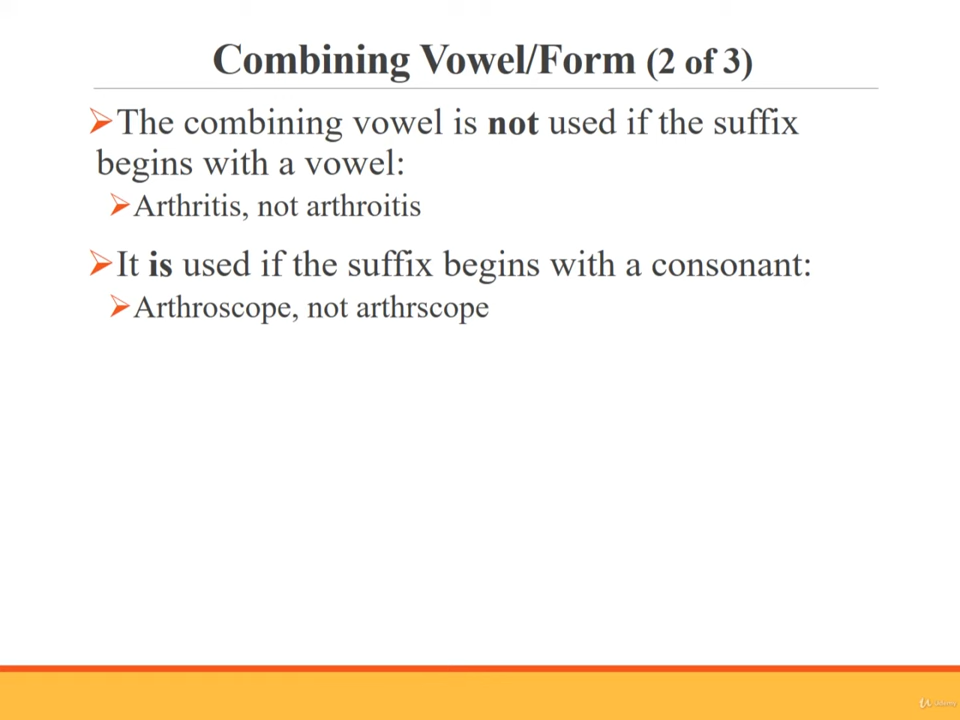 Combining Vowel/Form (2 of 3)
The combining vowel is not used if the suffix
begins with a vowel:
Arthritis, not arthroitis
It is used if the suffix begins with a consonant:
Arthroscope, not arthrscope
Udemy